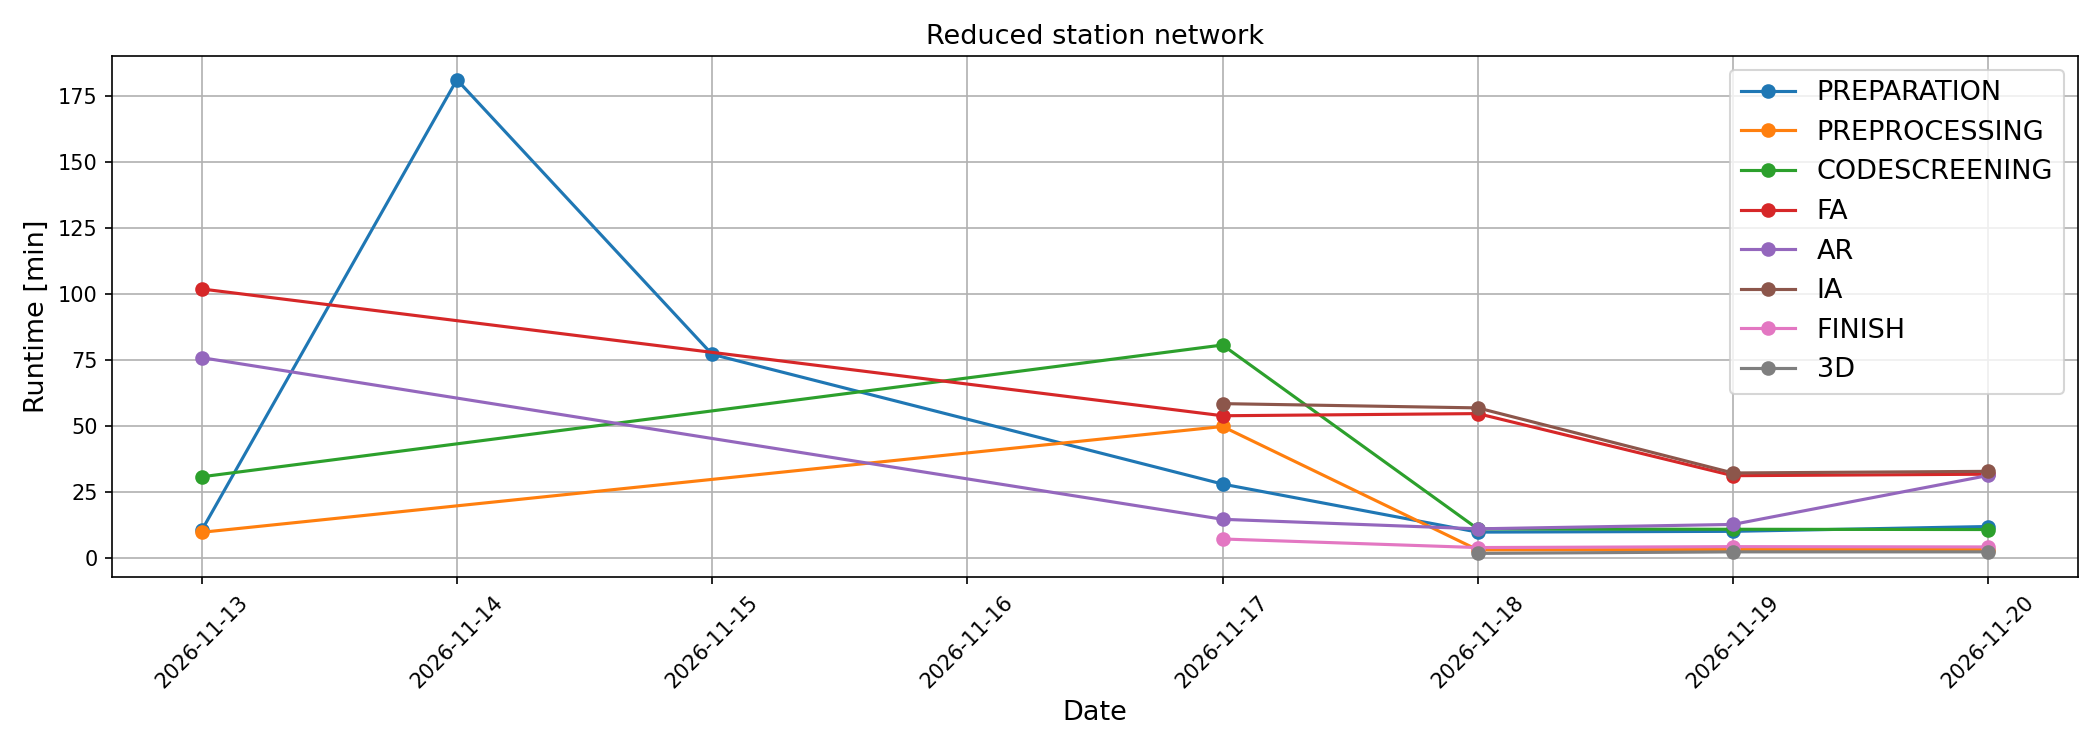 Reduced station network
Runtime [min]
175
150
125
100
75
50
25
0
PREPARATION
PREPROCESSING
CODESCREENING
FA
AR
IA
FINISH
3D
2026-11-13
2026-11-14
2026-11-15
2026-11-16
2026-11-17
2026-11-18
2026-11-19
2026-11-20
Date